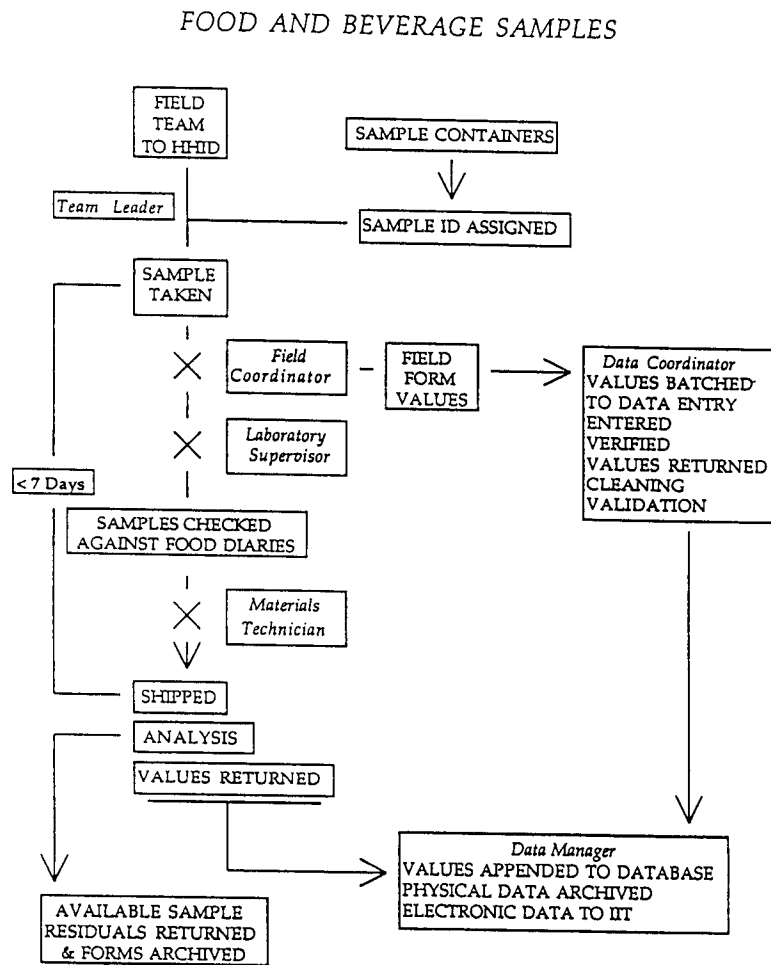 FOOD AND BEVERAGE SAMPLES
FIELD
TEAM
TO HHID
SAMPLE CONTAINERS
Team Leader
SAMPLE ID ASSIGNED
SAMPLE
TAKEN
Field
Coordinator
FIELD
FORM
VALUES
Data Coordinator
VALUES BATCHED
TO DATA ENTRY
ENTERED
VERIFIED
VALUES RETURNED
CLEANING
VALIDATION
Laboratory
Supervisor
< 7 Days
SAMPLES CHECKED
AGAINST FOOD DIARIES
Materials
Technician
SHIPPED
ANALYSIS
VALUES RETURNED
Data Manager
VALUES APPENDED TO DATABASE
PHYSICAL DATA ARCHIVED
ELECTRONIC DATA TO IIT
AVAILABLE SAMPLE
RESIDUALS RETURNED
& FORMS ARCHIVED